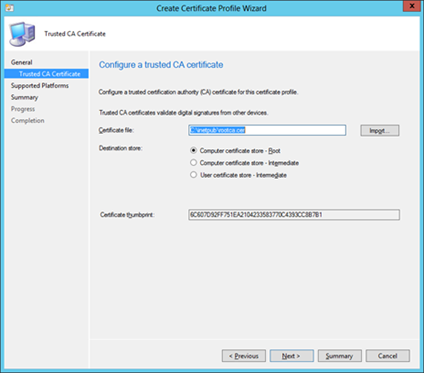 Create Certificate Profile Wizard
x
Trusted CA Certificate
General
Trusted CA Certificate
Supported Platforms
Summary
Progress
Completion
Configure a trusted CA certificate
Configure a trusted certification authority (CA) certificate for this certificate profile.
Trusted CA certificates validate digital signatures from other devices.
Certificate file: C:\inetpub\rootca.cer Import...
Destination store: Computer certificate store - Root
Computer certificate store - Intermediate
User certificate store - Intermediate
Certificate thumbprint: 6C607D92FF751EA2104233583770C4393CC8B7B1
< Previous Next > Summary Cancel